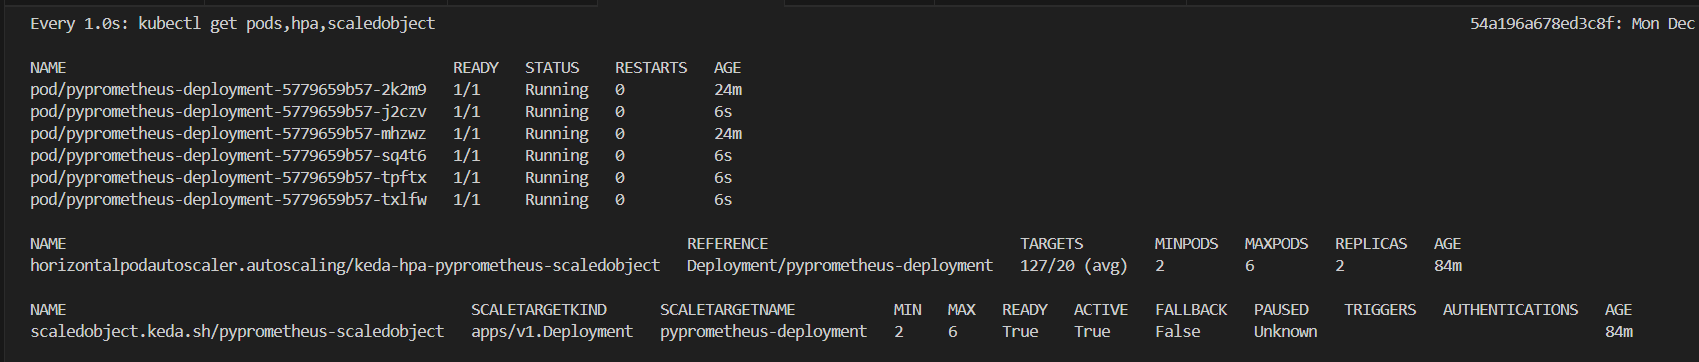 Every 1.0s: kubectl get pods,hpa,scaledobject 54a196a678ed3c8f: Mon Dec
NAME READY STATUS RESTARTS AGE
pod/pyprometheus-deployment-5779659b57-2k2m9 1/1 Running 0 24m
pod/pyprometheus-deployment-5779659b57-j2czv 1/1 Running 0 6s
pod/pyprometheus-deployment-5779659b57-mhzwz 1/1 Running 0 24m
pod/pyprometheus-deployment-5779659b57-sq4t6 1/1 Running 0 6s
pod/pyprometheus-deployment-5779659b57-tpftx 1/1 Running 0 6s
pod/pyprometheus-deployment-5779659b57-txlfw 1/1 Running 0 6s
NAME REFERENCE TARGETS MINPODS MAXPODS REPLICAS AGE
horizontalpodautoscaler.autoscaling/keda-hpa-pyprometheus-scaledobject Deployment/pyprometheus-deployment 127/20 (avg) 2 6 2 84m
NAME SCALETARGETKIND SCALETARGETNAME MIN MAX READY ACTIVE FALLBACK PAUSED TRIGGERS AUTHENTICATIONS AGE
scaledobject.keda.sh/pyprometheus-scaledobject apps/v1.Deployment pyprometheus-deployment 2 6 True True False Unknown 84m